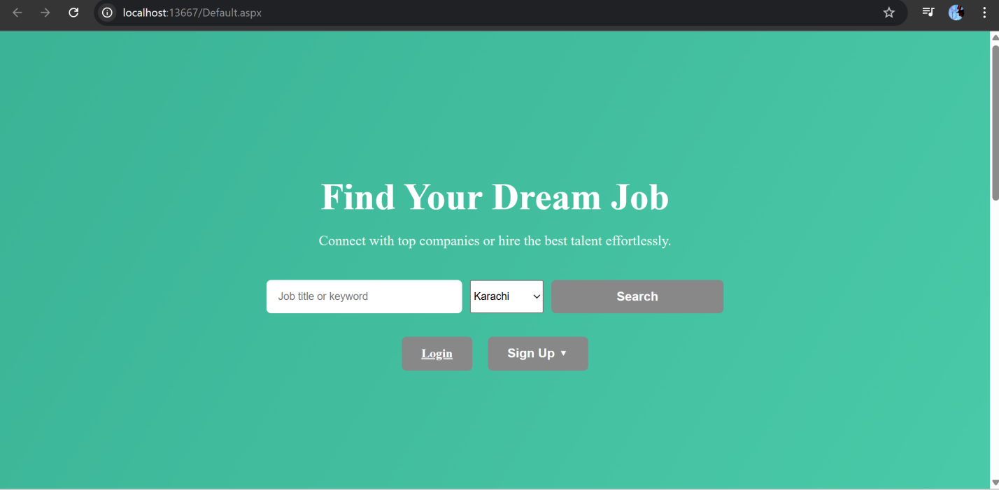 localhost:13667/Default.aspx
Find Your Dream Job
Connect with top companies or hire the best talent effortlessly.
Job title or keyword
Karachi
Search
Login
Sign Up ▼